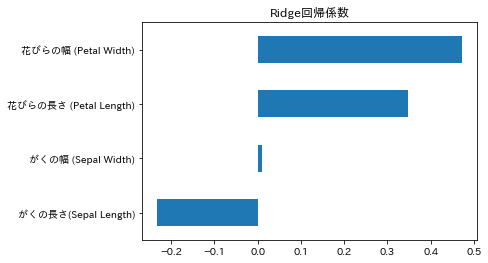 Ridge回帰係数
花びらの幅 (Petal Width)
花びらの長さ (Petal Length)
がくの幅 (Sepal Width)
がくの長さ(Sepal Length)
−0.2 −0.1 0.0 0.1 0.2 0.3 0.4 0.5